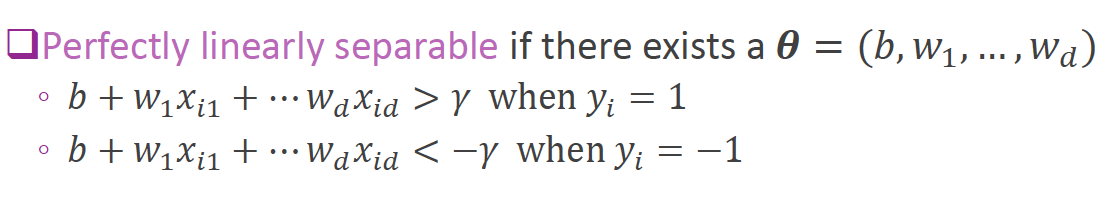 ❑Perfectly linearly separable if there exists a 𝜽 = (b, w₁, … , w_d)
◦ b + w₁x_{i1} + ⋯ w_d x_{id} > γ when y_i = 1
◦ b + w₁x_{i1} + ⋯ w_d x_{id} < −γ when y_i = −1